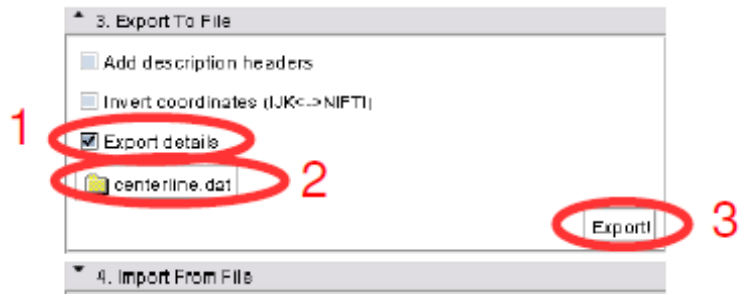 3. Export To File
Add description headers
Invert coordinates (IJK<->NIFTI)
1
Export details
centerline.dat
2
Export!
3
4. Import From File